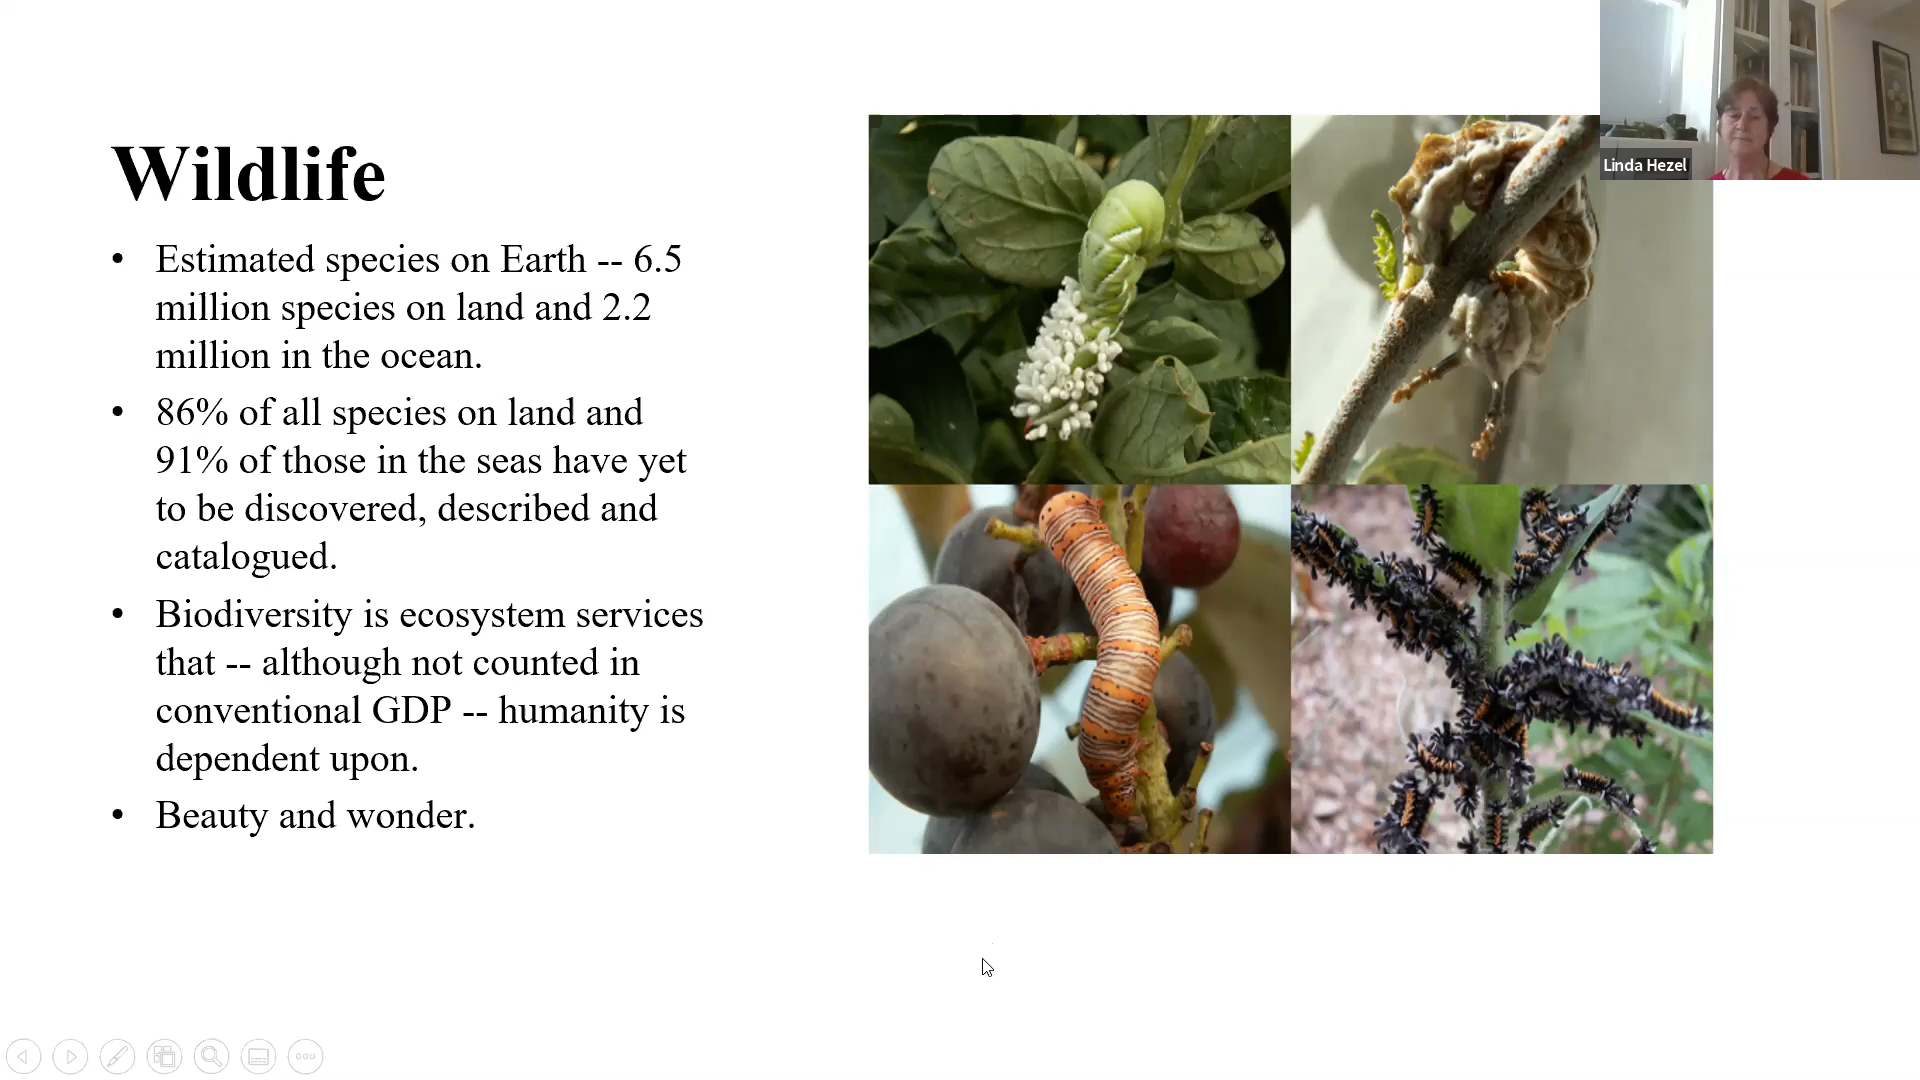 Wildlife
• Estimated species on Earth -- 6.5
million species on land and 2.2
million in the ocean.
• 86% of all species on land and
91% of those in the seas have yet
to be discovered, described and
catalogued.
• Biodiversity is ecosystem services
that -- although not counted in
conventional GDP -- humanity is
dependent upon.
• Beauty and wonder.
Linda Hezel